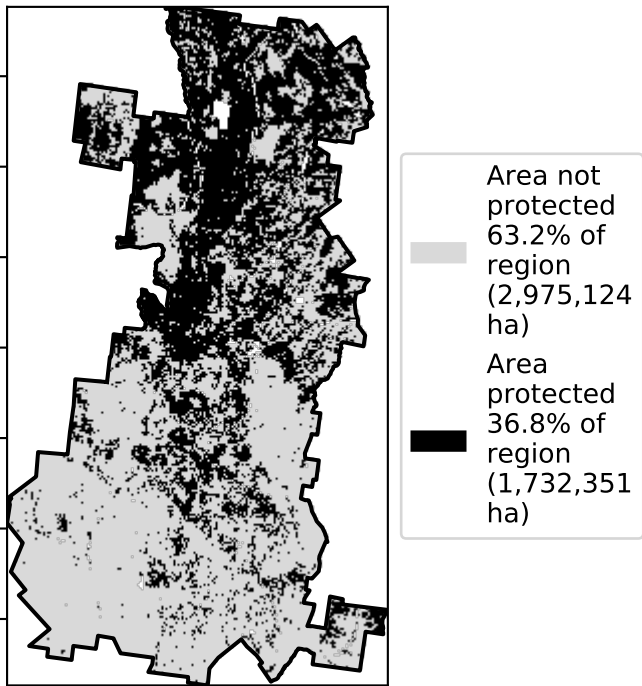 Area not
protected
63.2% of
region
(2,975,124
ha)
Area
protected
36.8% of
region
(1,732,351
ha)